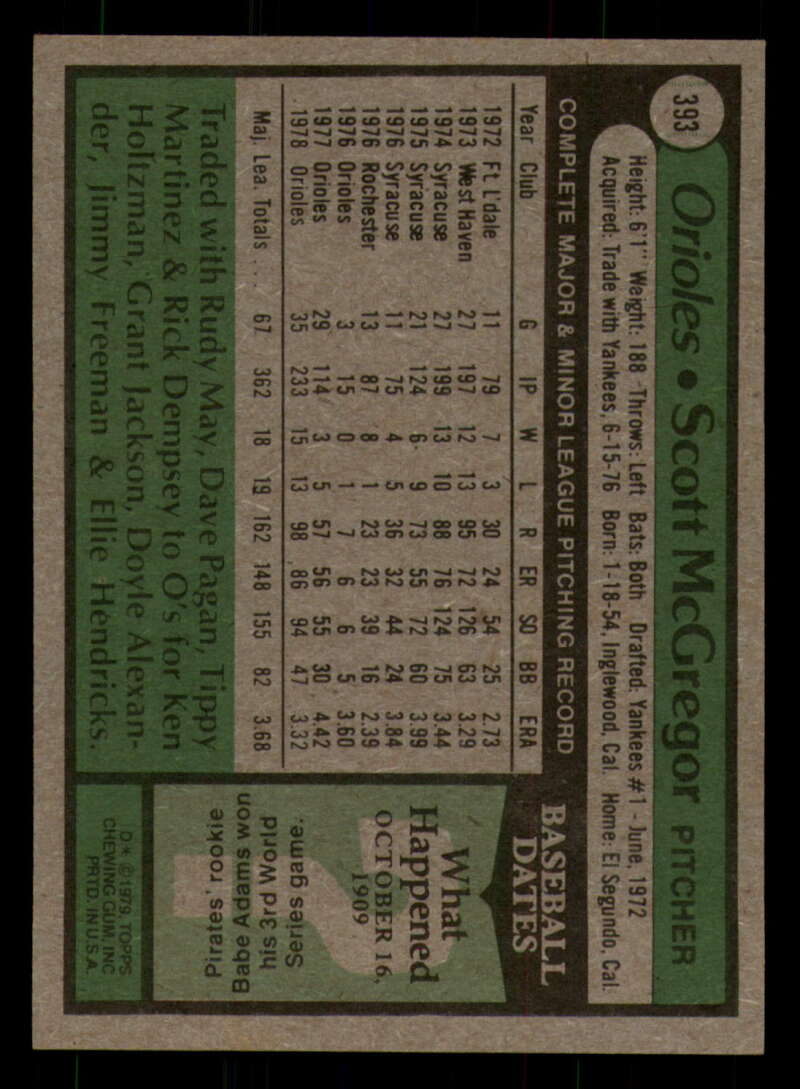 393
Orioles • Scott McGregor PITCHER
Height: 6'1" Weight: 188 Throws: Left Bats: Both Drafted: Yankees #1 - June, 1972
Acquired: Trade with Yankees, 6-15-76 Born: 1-18-54, Inglewood, Cal. Home: El Segundo, Cal.
COMPLETE MAJOR & MINOR LEAGUE PITCHING RECORD
Year Club G IP W L R ER SO BB ERA
1972 Ft. L'dale 11 79 7 3 30 24 54 25 2.73
1973 West Haven 27 197 12 13 95 72 126 63 3.29
1974 Syracuse 27 199 13 10 88 76 124 75 3.44
1975 Syracuse 21 124 6 9 73 55 72 60 3.99
1976 Syracuse 11 75 4 5 36 32 44 24 3.84
1976 Rochester 13 87 8 1 23 23 39 16 2.39
1976 Orioles 3 15 0 1 7 6 6 5 3.60
1977 Orioles 29 114 3 5 57 56 55 30 4.42
1978 Orioles 35 233 15 13 98 86 94 47 3.32
Maj. Lea. Totals . . . 67 362 18 19 162 148 155 82 3.68
Traded with Rudy May, Dave Pagan, Tippy
Martinez & Rick Dempsey to O's for Ken
Holtzman, Grant Jackson, Doyle Alexan-
der, Jimmy Freeman & Ellie Hendricks.
BASEBALL
DATES
What
Happened
OCTOBER 16,
1909
Pirates' rookie
Babe Adams won
his 3rd World
Series game.
D* © 1979, TOPPS
CHEWING GUM, INC
PRTD. IN U.S.A.